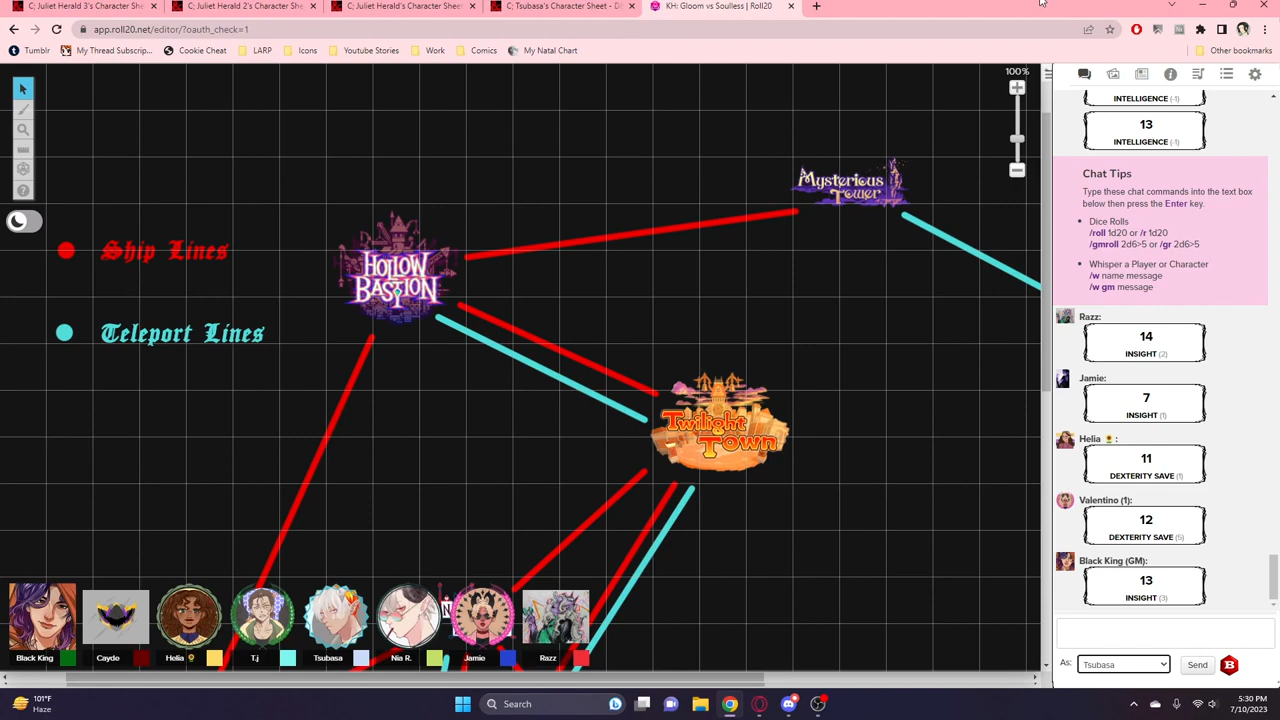 C; Juliet Herald 3's Character She
C; Juliet Herald 2's Character She
C; Juliet Herald's Character Sheet
C; Tsubasa's Character Sheet - Di
KH: Gloom vs Soulless | Roll20
app.roll20.net/editor/?oauth_check=1
Tumblr
My Thread Subscrip...
Cookie Cheat
LARP
Icons
Youtube Stories
Work
Comics
My Natal Chart
Other bookmarks
100%
Mysterious
Tower
Ship Lines
Hollow
Bastion
Teleport Lines
Twilight
Town
Black King
Cayde
Helia
T.j
Tsubasa
Nia R.
Jamie
Razz
INTELLIGENCE (-1)
13
INTELLIGENCE (-1)
Chat Tips
Type these chat commands into the text box
below then press the Enter key.
Dice Rolls
/roll 1d20 or /r 1d20
/gmroll 2d6>5 or /gr 2d6>5
Whisper a Player or Character
/w name message
/w gm message
Razz:
14
INSIGHT (2)
Jamie:
7
INSIGHT (1)
Helia 🌻 :
11
DEXTERITY SAVE (1)
Valentino (1):
12
DEXTERITY SAVE (5)
Black King (GM):
13
INSIGHT (3)
As:
Tsubasa
Send
B
101°F
Haze
Search
5:30 PM
7/10/2023